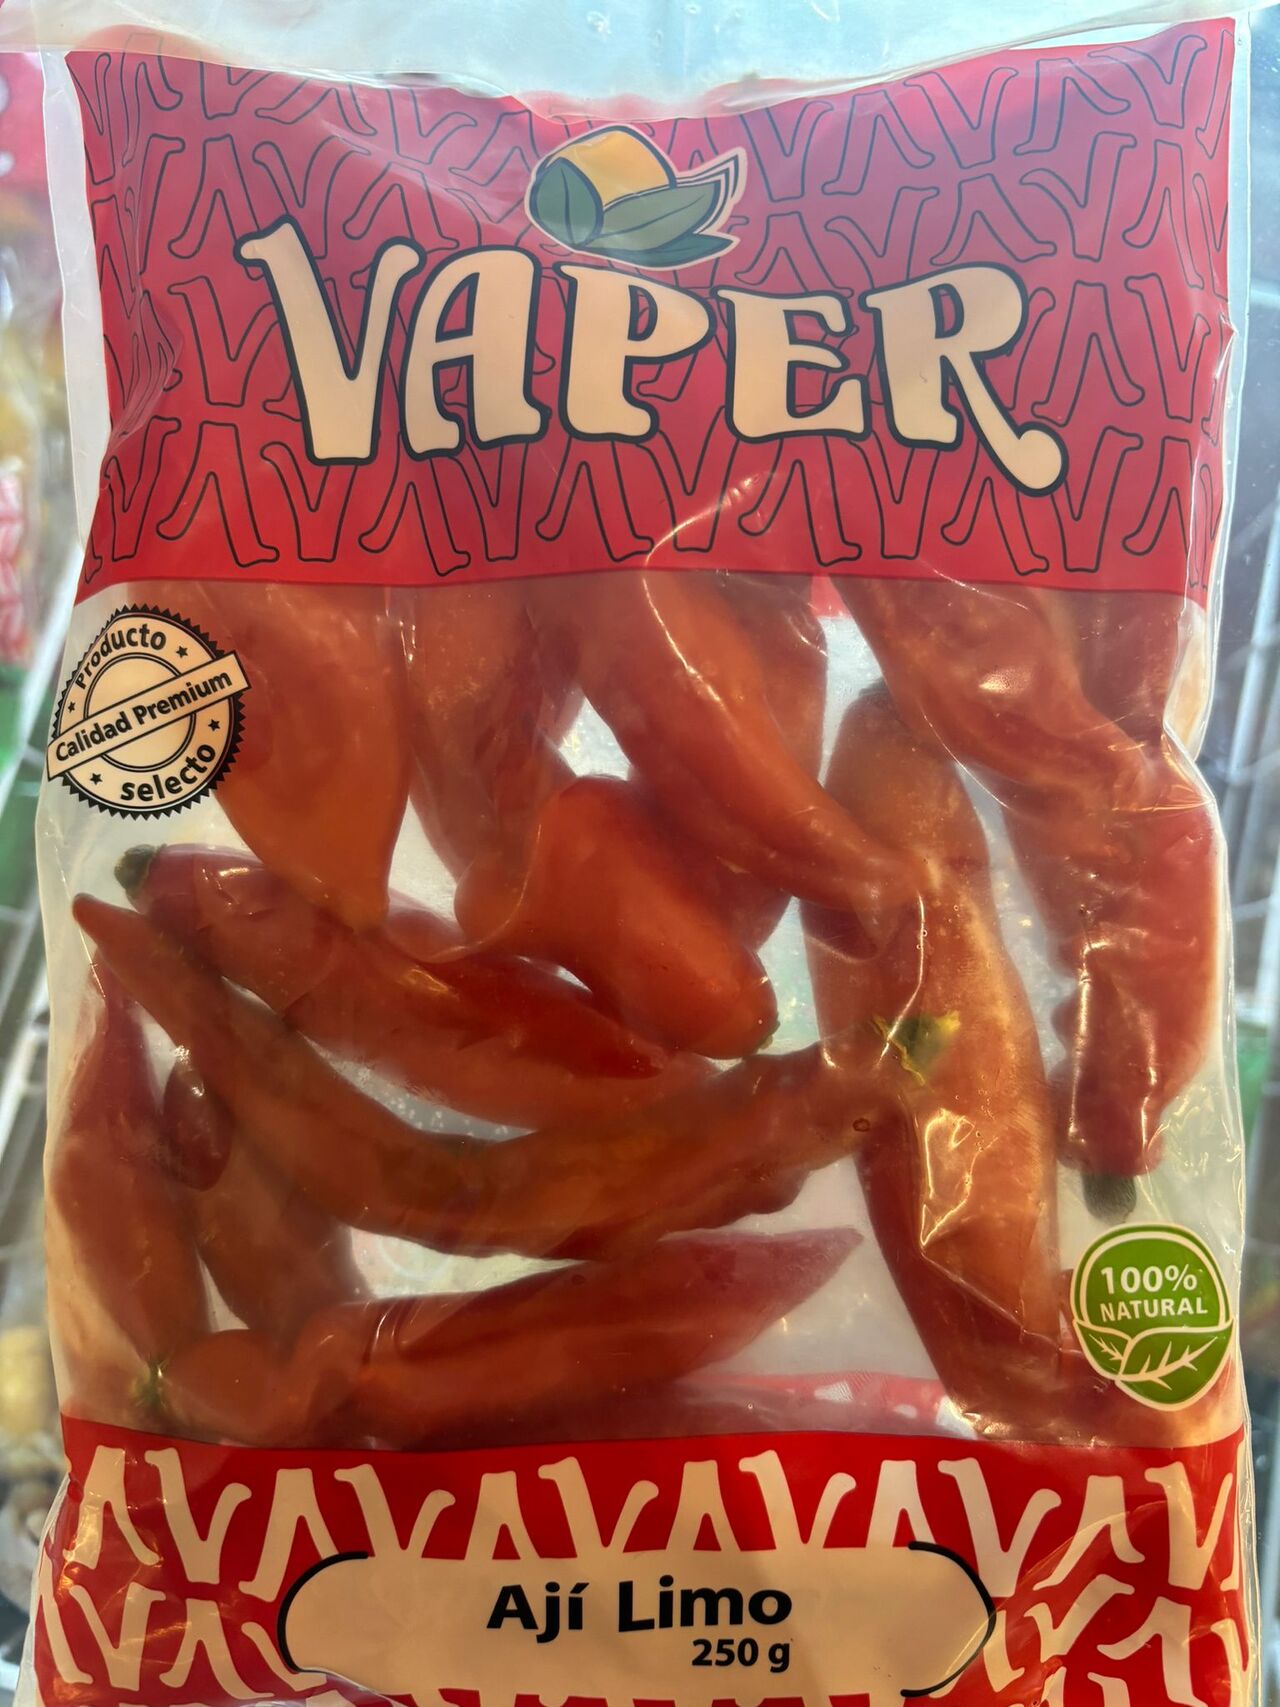 VAPER
Producto
Calidad Premium
selecto
100%
NATURAL
Ají Limo
250 g